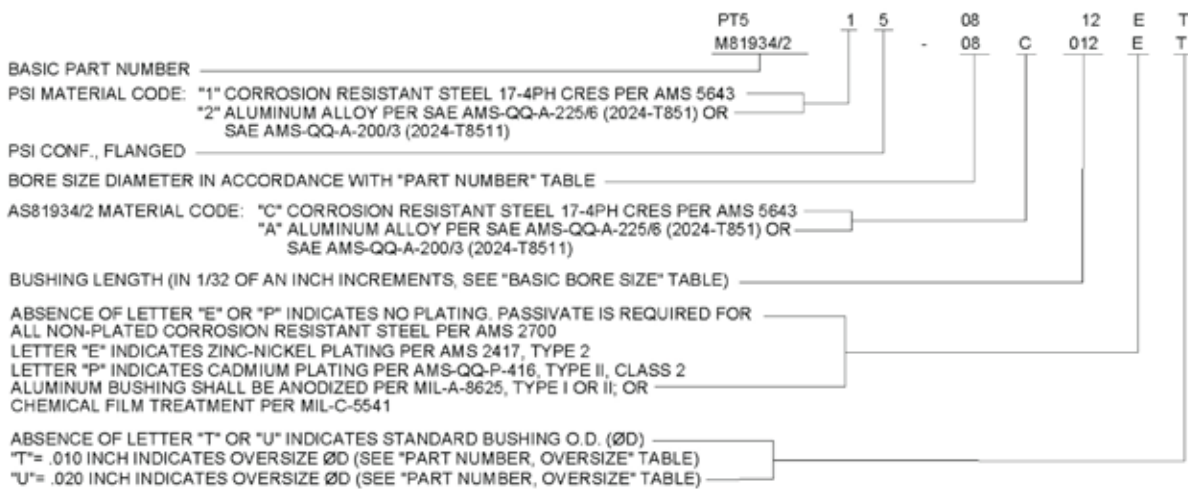 PT5 1 5 08 12 E T
M81934/2 - 08 C 012 E T
BASIC PART NUMBER
PSI MATERIAL CODE: "1" CORROSION RESISTANT STEEL 17-4PH CRES PER AMS 5643
"2" ALUMINUM ALLOY PER SAE AMS-QQ-A-225/6 (2024-T851) OR
SAE AMS-QQ-A-200/3 (2024-T8511)
PSI CONF., FLANGED
BORE SIZE DIAMETER IN ACCORDANCE WITH "PART NUMBER" TABLE
AS81934/2 MATERIAL CODE: "C" CORROSION RESISTANT STEEL 17-4PH CRES PER AMS 5643
"A" ALUMINUM ALLOY PER SAE AMS-QQ-A-225/6 (2024-T851) OR
SAE AMS-QQ-A-200/3 (2024-T8511)
BUSHING LENGTH (IN 1/32 OF AN INCH INCREMENTS, SEE "BASIC BORE SIZE" TABLE)
ABSENCE OF LETTER "E" OR "P" INDICATES NO PLATING. PASSIVATE IS REQUIRED FOR
ALL NON-PLATED CORROSION RESISTANT STEEL PER AMS 2700
LETTER "E" INDICATES ZINC-NICKEL PLATING PER AMS 2417, TYPE 2
LETTER "P" INDICATES CADMIUM PLATING PER AMS-QQ-P-416, TYPE II, CLASS 2
ALUMINUM BUSHING SHALL BE ANODIZED PER MIL-A-8625, TYPE I OR II; OR
CHEMICAL FILM TREATMENT PER MIL-C-5541
ABSENCE OF LETTER "T" OR "U" INDICATES STANDARD BUSHING O.D. (ØD)
"T"= .010 INCH INDICATES OVERSIZE ØD (SEE "PART NUMBER, OVERSIZE" TABLE)
"U"= .020 INCH INDICATES OVERSIZE ØD (SEE "PART NUMBER, OVERSIZE" TABLE)